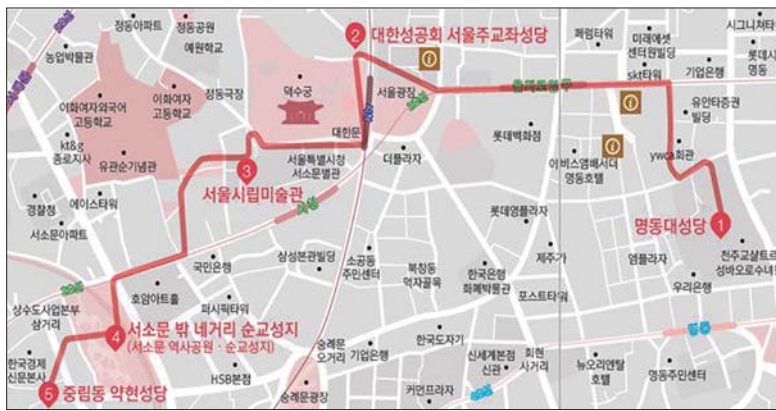 정동아파트
정동공원
예원학교
농업박물관
이화여자외국어
고등학교
이화여자
고등학교
정동극장
kt&g
종로지사
유관순기념관
경찰청
에이스타워
서소문아파트
2 대한성공회 서울주교좌성당
덕수궁
서울광장
대한문
서울특별시청
서소문별관
더플라자
3
서울시립미술관
페럼타워
미래에셋
센터원빌딩
skt타워
기업은행
시그니쳐타
롯데시
명동
유안타증권
빌딩
롯데백화점
이비스앰배서더
명동호텔
ywca회관
명동대성당 1
롯데영플라자
제주가
엠플라자
천주교샬트르
성바오로수녀
우리은행
국민은행
삼성본관빌딩
소공동
주민센터
북창동
먹자골목
한국은행
화폐박물관
포스트타워
상수도사업본부
삼거리
호암아트홀
퍼시픽타워
4 서소문 밖 네거리 순교성지
(서소문 역사공원 · 순교성지)
한국경제
신문본사
5 중림동 약현성당
HSB본점
숭례문
오거리
기업은행
한국도자기
숭례문광장
커언프라자
신세계본점
신관
회현
사거리
뉴오리엔탈
호텔
명동주민센터